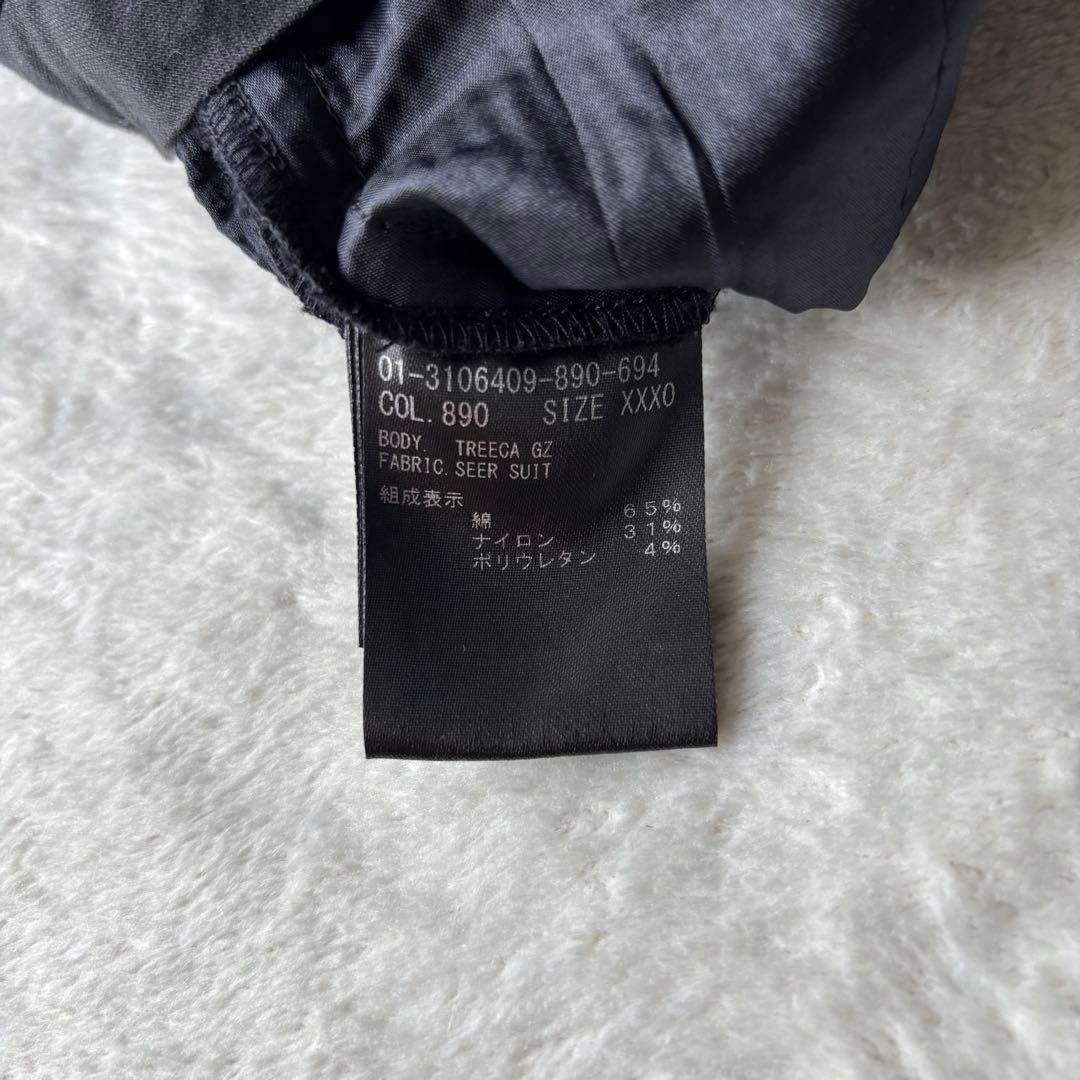 01-3106409-890-694
COL. 890 SIZE XXXO
BODY. TREECA GZ
FABRIC. SEER SUIT
組成表示
綿 65%
ナイロン 31%
ポリウレタン 4%